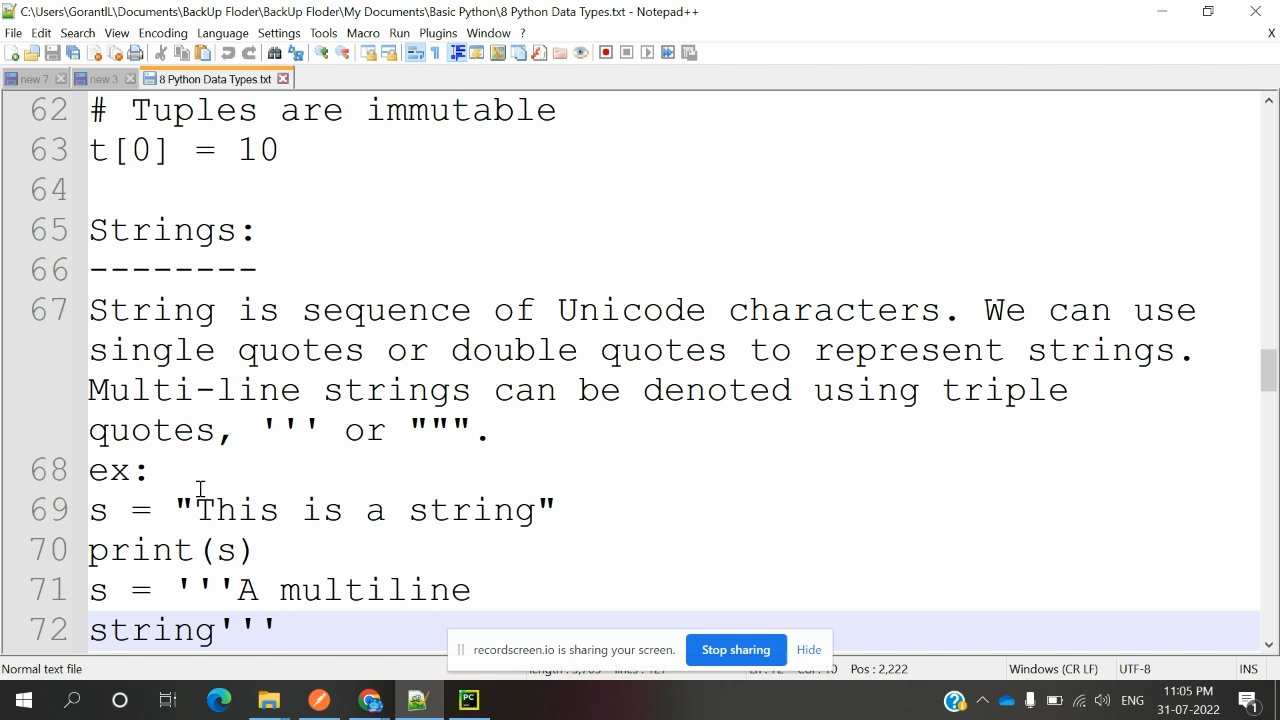 C:\Users\GorantlL\Documents\BackUp Floder\BackUp Floder\My Documents\Basic Python\8 Python Data Types.txt - Notepad++
File Edit Search View Encoding Language Settings Tools Macro Run Plugins Window ? X
new 7 new 3 8 Python Data Types.txt
62 # Tuples are immutable
63 t[0] = 10
64
65 Strings:
66 --------
67 String is sequence of Unicode characters. We can use
single quotes or double quotes to represent strings.
Multi-line strings can be denoted using triple
quotes, ''' or """.
68 ex:
69 s = "This is a string"
70 print(s)
71 s = '''A multiline
72 string'''
recordscreen.io is sharing your screen. Stop sharing Hide
Normal text file Pos : 2,222 Windows (CR LF) UTF-8 INS
ENG 11:05 PM
31-07-2022